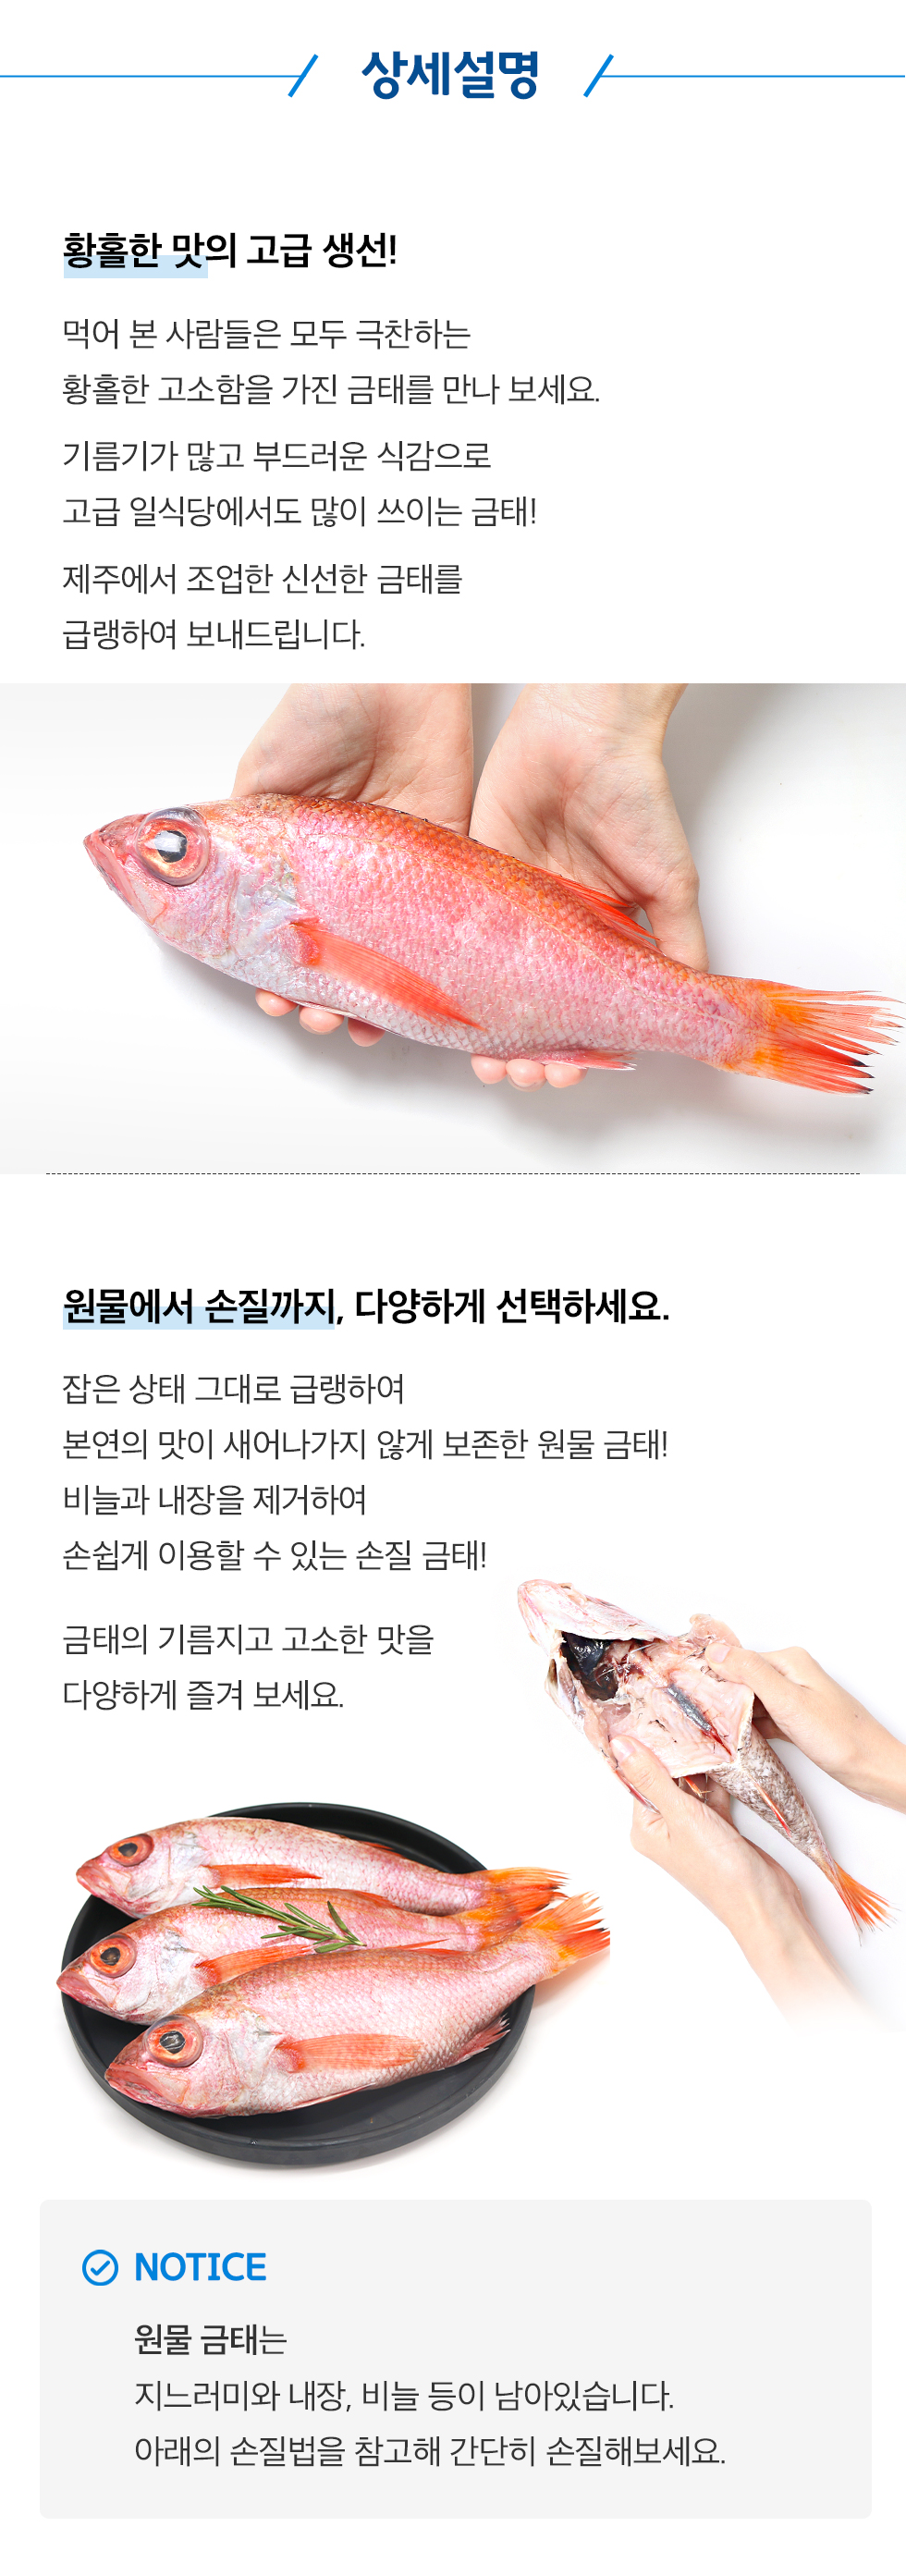 상세설명
황홀한 맛의 고급 생선!
먹어 본 사람들은 모두 극찬하는
황홀한 고소함을 가진 금태를 만나 보세요.
기름기가 많고 부드러운 식감으로
고급 일식당에서도 많이 쓰이는 금태!
제주에서 조업한 신선한 금태를
급랭하여 보내드립니다.
원물에서 손질까지, 다양하게 선택하세요.
잡은 상태 그대로 급랭하여
본연의 맛이 새어나가지 않게 보존한 원물 금태!
비늘과 내장을 제거하여
손쉽게 이용할 수 있는 손질 금태!
금태의 기름지고 고소한 맛을
다양하게 즐겨 보세요.
NOTICE
원물 금태는
지느러미와 내장, 비늘 등이 남아있습니다.
아래의 손질법을 참고해 간단히 손질해보세요.